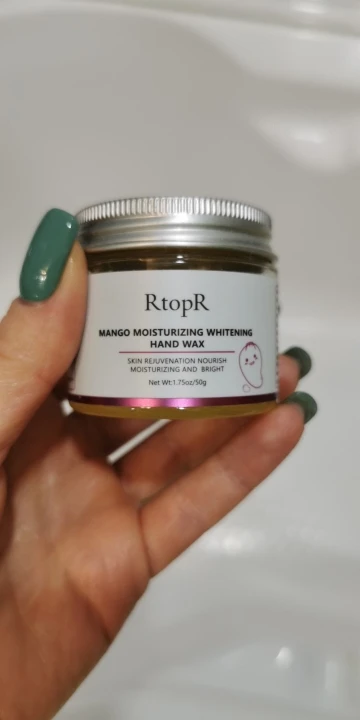 RtopR
MANGO MOISTURIZING WHITENING
HAND WAX
SKIN REJUVENATION NOURISH
MOISTURIZING AND BRIGHT
Net Wt:1.75oz/50g